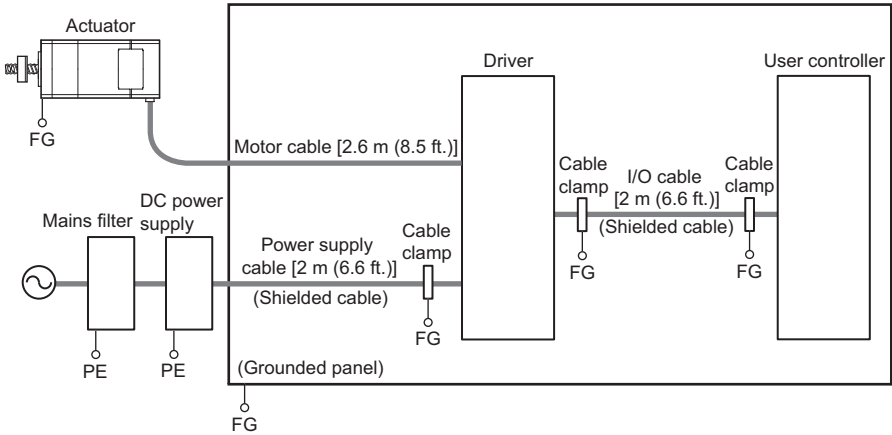 Actuator
FG
Motor cable [2.6 m (8.5 ft.)]
Driver
User controller
Cable
clamp
FG
I/O cable
[2 m (6.6 ft.)]
(Shielded cable)
Cable
clamp
FG
Mains filter
PE
DC power
supply
PE
Power supply
cable [2 m (6.6 ft.)]
(Shielded cable)
Cable
clamp
FG
(Grounded panel)
FG